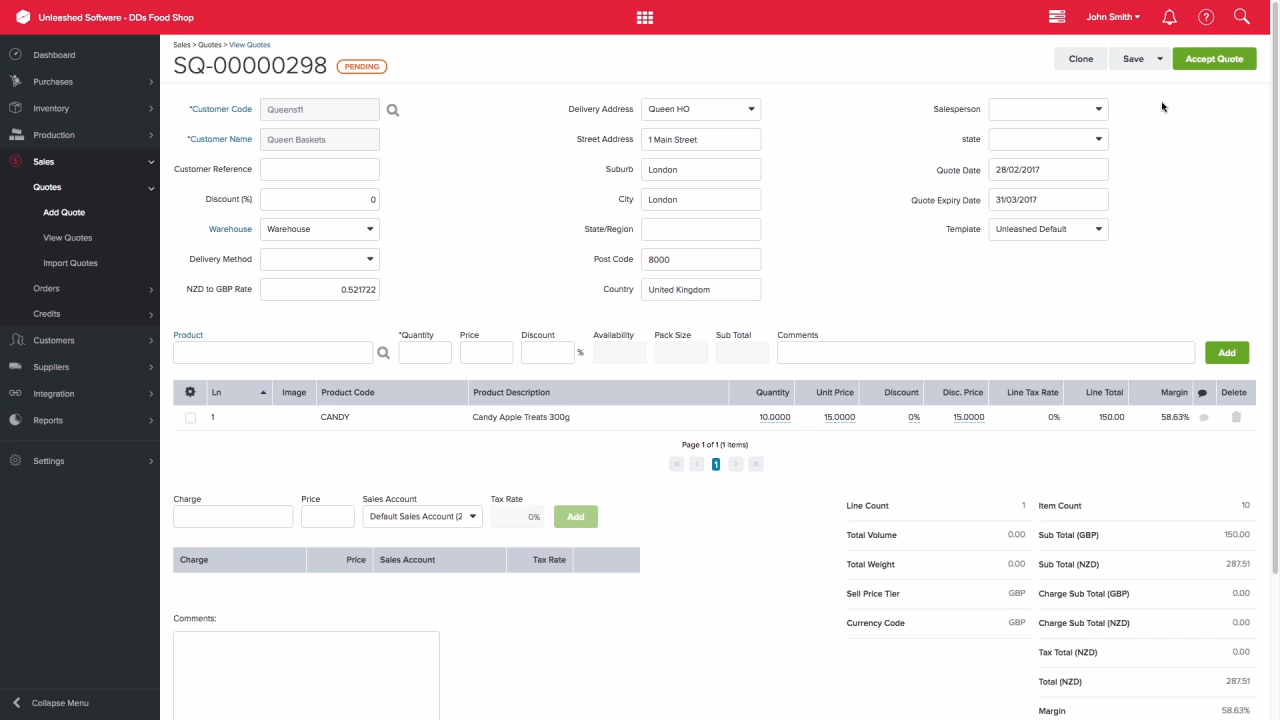 Unleashed Software - DDs Food Shop
John Smith
Dashboard
Purchases
Inventory
Production
Sales
Quotes
Add Quote
View Quotes
Import Quotes
Orders
Credits
Customers
Suppliers
Integration
Reports
Settings
Collapse Menu
Sales > Quotes > View Quotes
SQ-00000298 PENDING
Clone Save Accept Quote
*Customer Code Queens11
*Customer Name Queen Baskets
Customer Reference
Discount (%) 0
Warehouse Warehouse
Delivery Method
NZD to GBP Rate 0.521722
Delivery Address Queen HO
Street Address 1 Main Street
Suburb London
City London
State/Region
Post Code 8000
Country United Kingdom
Salesperson
state
Quote Date 28/02/2017
Quote Expiry Date 31/03/2017
Template Unleashed Default
Product *Quantity Price Discount Availability Pack Size Sub Total Comments
% Add
Ln Image Product Code Product Description Quantity Unit Price Discount Disc. Price Line Tax Rate Line Total Margin Delete
1 CANDY Candy Apple Treats 300g 10.0000 15.0000 0% 15.0000 0% 150.00 58.63%
Page 1 of 1 (1 items)
« ‹ 1 › »
Charge Price Sales Account Tax Rate
Default Sales Account (2 0% Add
Charge Price Sales Account Tax Rate
Comments:
Line Count 1
Total Volume 0.00
Total Weight 0.00
Sell Price Tier GBP
Currency Code GBP
Item Count 10
Sub Total (GBP) 150.00
Sub Total (NZD) 287.51
Charge Sub Total (GBP) 0.00
Charge Sub Total (NZD) 0.00
Tax Total (NZD) 0.00
Total (NZD) 287.51
Margin 58.63%